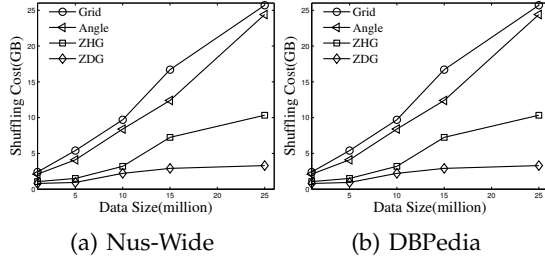 25
20
15
10
5
0
Shuffling Cost(GB)
Grid
Angle
ZHG
ZDG
5
10
15
20
25
Data Size(million)
(a) Nus-Wide
25
20
15
10
5
0
Shuffling Cost(GB)
Grid
Angle
ZHG
ZDG
5
10
15
20
25
Data Size(million)
(b) DBPedia